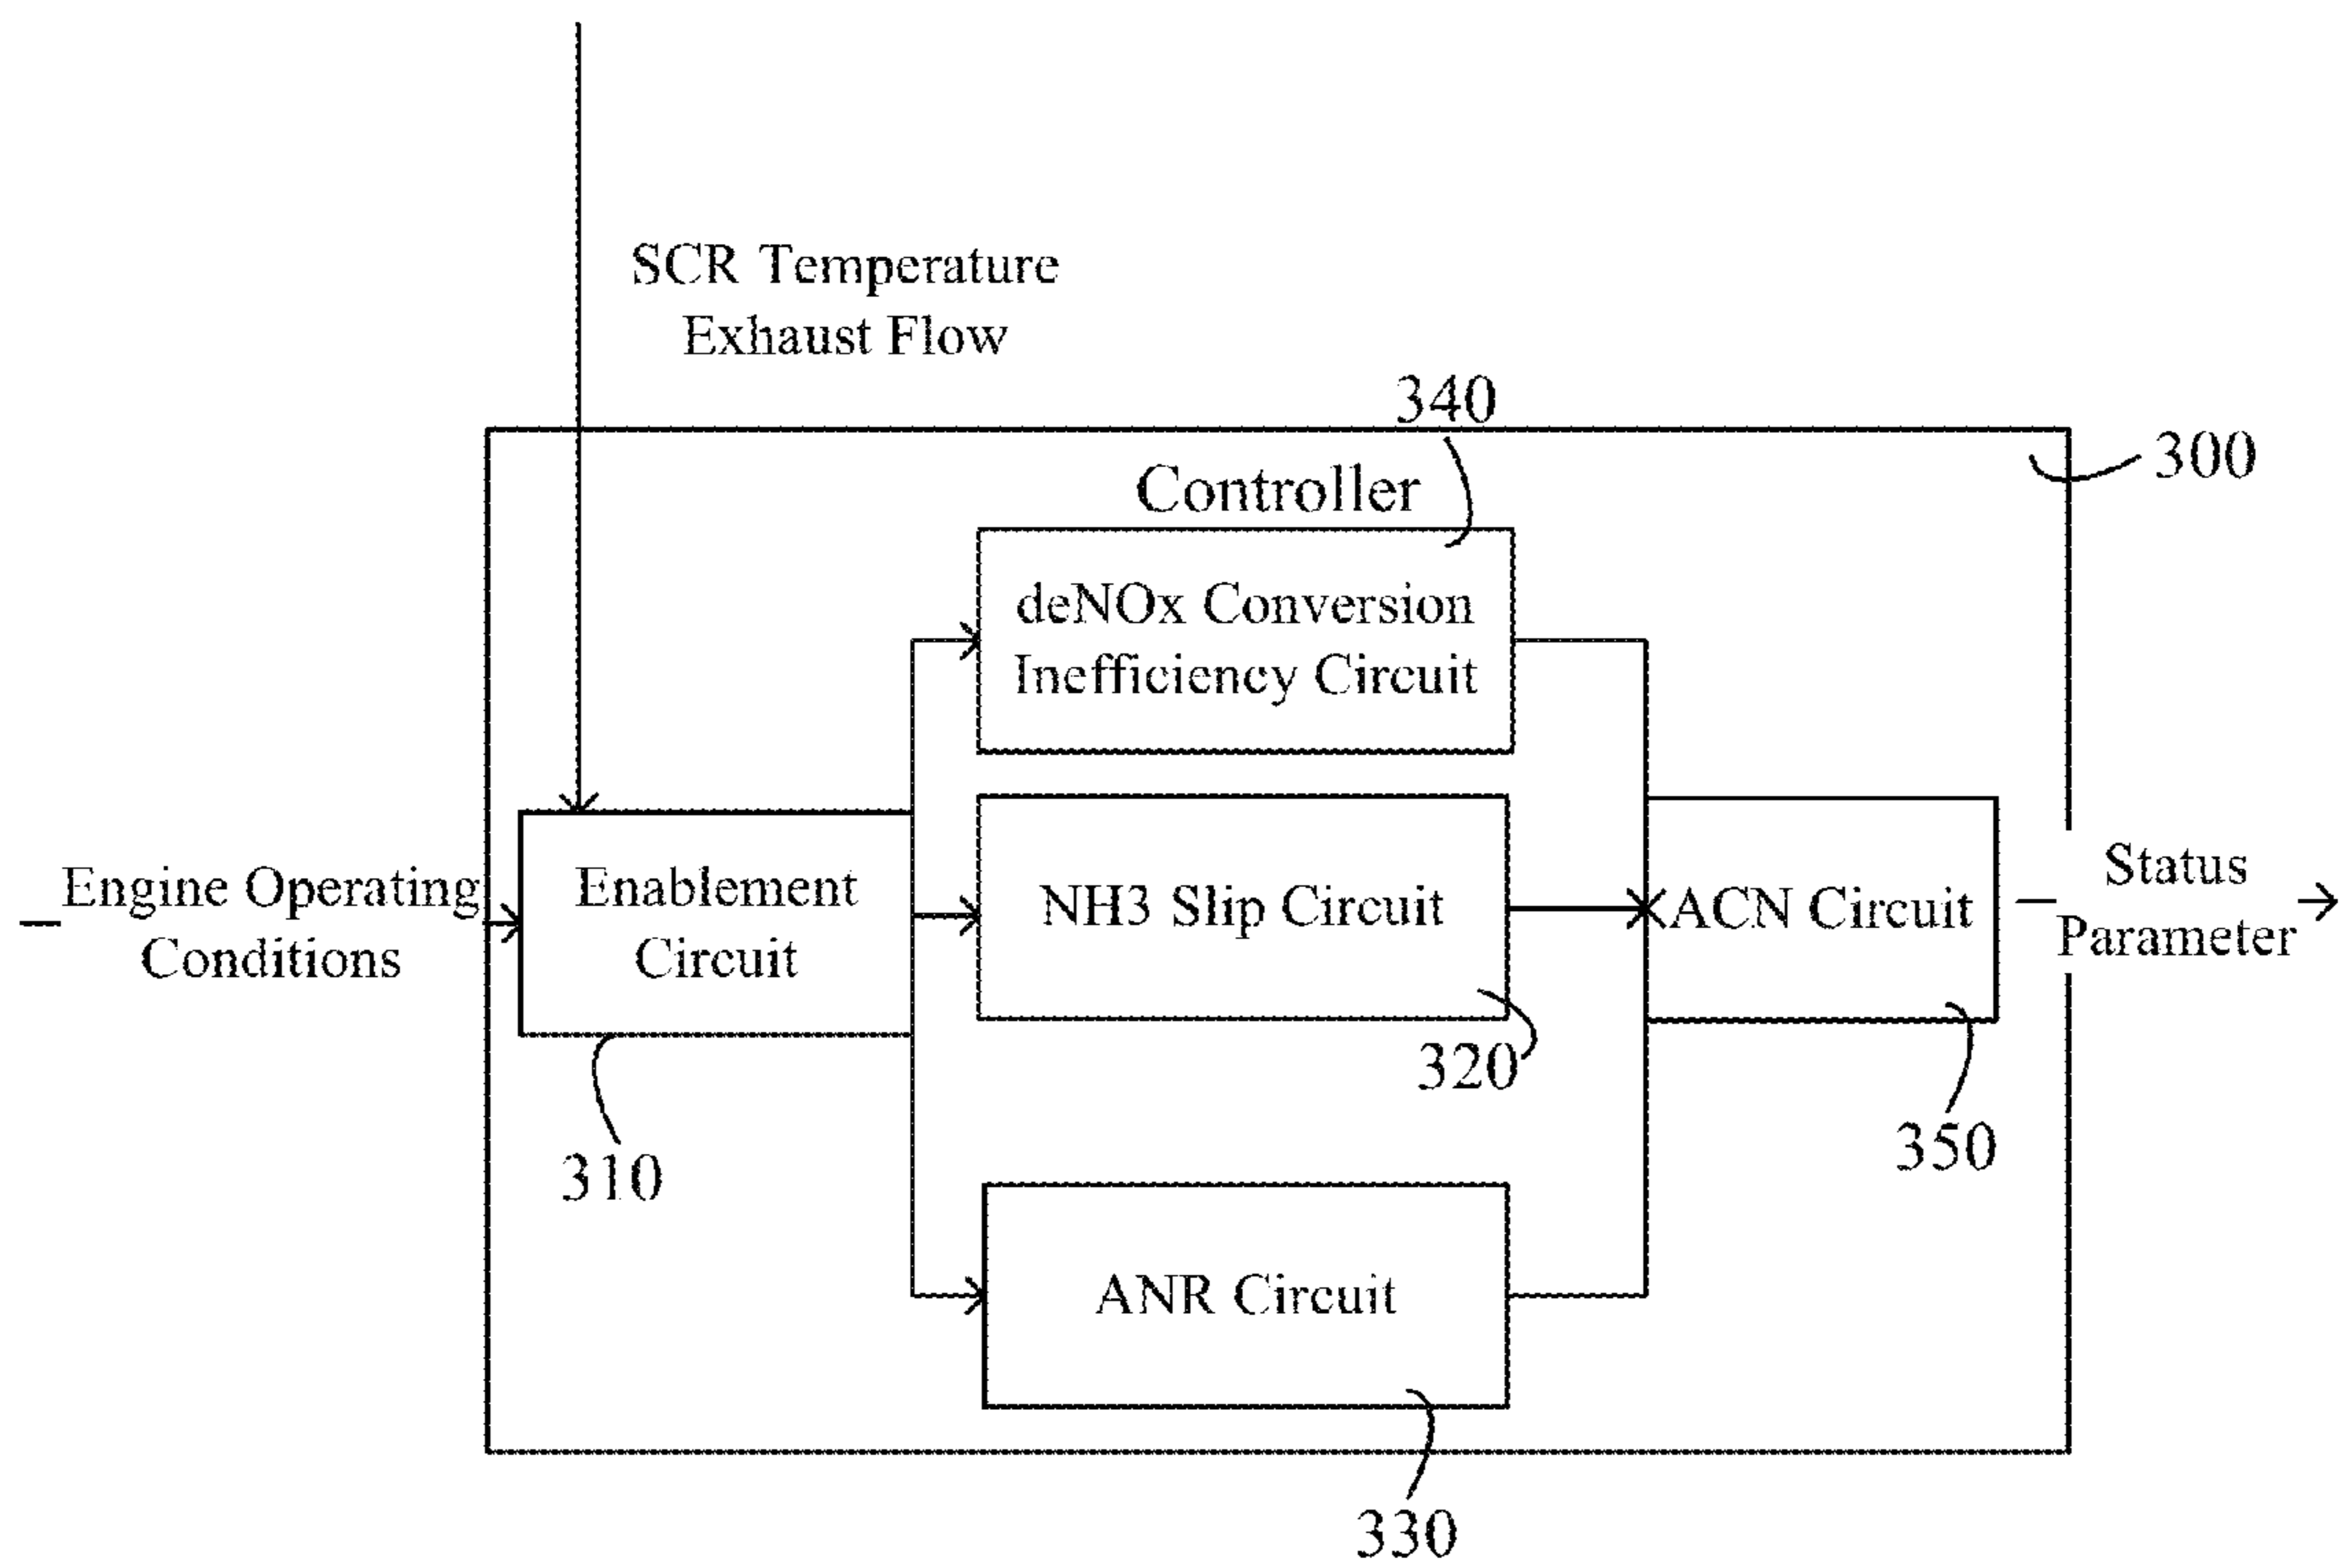 SCR Temperature
Exhaust Flow
340
300
Controller
deNOx Conversion
Inefficiency Circuit
Engine Operating
Conditions
Enablement
Circuit
NH3 Slip Circuit
ACN Circuit
Status
Parameter
320
350
310
ANR Circuit
330